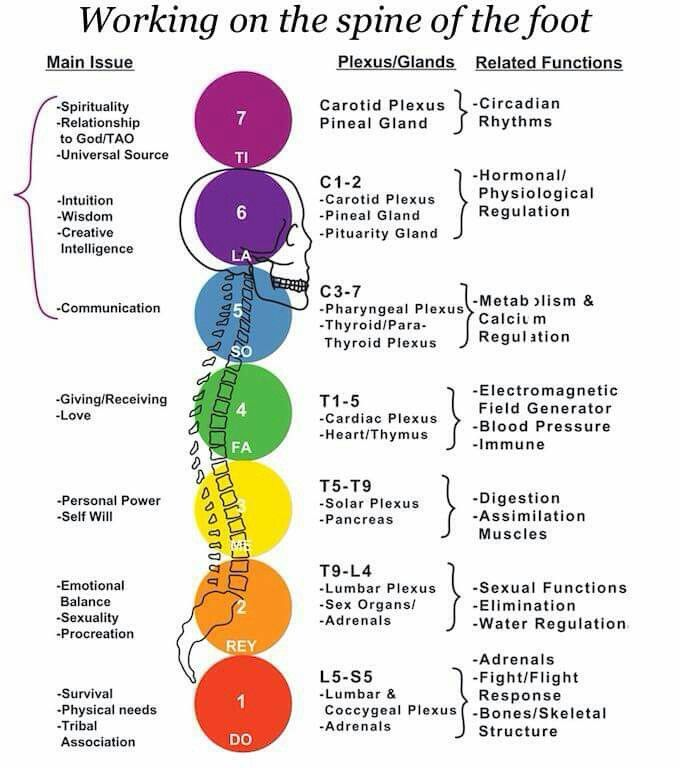 Working on the spine of the foot
Main Issue
Plexus/Glands
Related Functions
-Spirituality
-Relationship
to God/TAO
-Universal Source
7
TI
Carotid Plexus
Pineal Gland
-Circadian
Rhythms
-Intuition
-Wisdom
-Creative
Intelligence
6
LA
C1-2
-Carotid Plexus
-Pineal Gland
-Pituarity Gland
-Hormonal/
Physiological
Regulation
-Communication
5
SO
C3-7
-Pharyngeal Plexus
-Thyroid/Para-
Thyroid Plexus
-Metabolism &
Calcium
Regulation
-Giving/Receiving
-Love
4
FA
T1-5
-Cardiac Plexus
-Heart/Thymus
-Electromagnetic
Field Generator
-Blood Pressure
-Immune
-Personal Power
-Self Will
3
ME
T5-T9
-Solar Plexus
-Pancreas
-Digestion
-Assimilation
Muscles
-Emotional
Balance
-Sexuality
-Procreation
2
REY
T9-L4
-Lumbar Plexus
-Sex Organs/
-Adrenals
-Sexual Functions
-Elimination
-Water Regulation
-Survival
-Physical needs
-Tribal
Association
1
DO
L5-S5
-Lumbar &
Coccygeal Plexus
-Adrenals
-Adrenals
-Fight/Flight
Response
-Bones/Skeletal
Structure